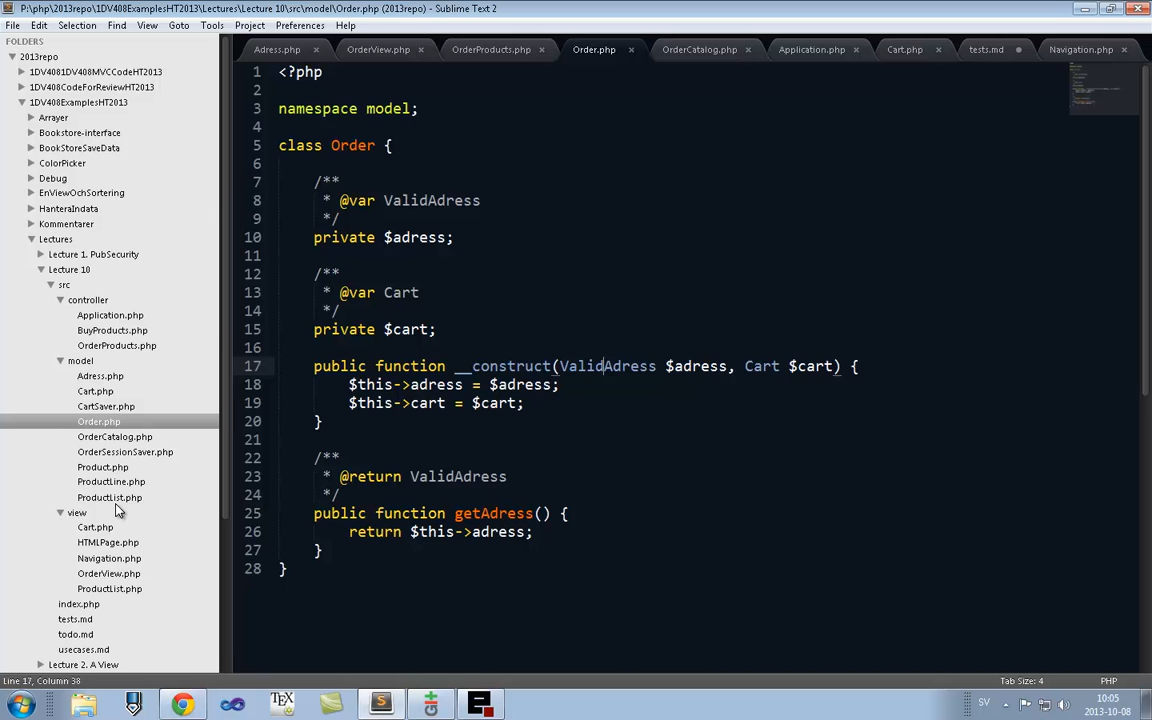 P:\php\2013repo\1DV408ExamplesHT2013\Lectures\Lecture 10\src\model\Order.php (2013repo) - Sublime Text 2
File Edit Selection Find View Goto Tools Project Preferences Help
FOLDERS
2013repo
1DV4081DV408MVCCodeHT2013
1DV408CodeForReviewHT2013
1DV408ExamplesHT2013
Arrayer
Bookstore-interface
BookStoreSaveData
ColorPicker
Debug
EnViewOchSortering
HanteraIndata
Kommentarer
Lectures
Lecture 1. PubSecurity
Lecture 10
src
controller
Application.php
BuyProducts.php
OrderProducts.php
model
Adress.php
Cart.php
CartSaver.php
Order.php
OrderCatalog.php
OrderSessionSaver.php
Product.php
ProductLine.php
ProductList.php
view
Cart.php
HTMLPage.php
Navigation.php
OrderView.php
ProductList.php
index.php
tests.md
todo.md
usecases.md
Lecture 2. A View
Adress.php × OrderView.php × OrderProducts.php × Order.php × OrderCatalog.php × Application.php × Cart.php × tests.md Navigation.php ×
1 <?php
2
3 namespace model;
4
5 class Order {
6
7 /**
8 * @var ValidAdress
9 */
10 private $adress;
11
12 /**
13 * @var Cart
14 */
15 private $cart;
16
17 public function __construct(ValidAdress $adress, Cart $cart) {
18 $this->adress = $adress;
19 $this->cart = $cart;
20 }
21
22 /**
23 * @return ValidAdress
24 */
25 public function getAdress() {
26 return $this->adress;
27 }
28 }
Line 17, Column 38 Tab Size: 4 PHP
SV 10:05
2013-10-08